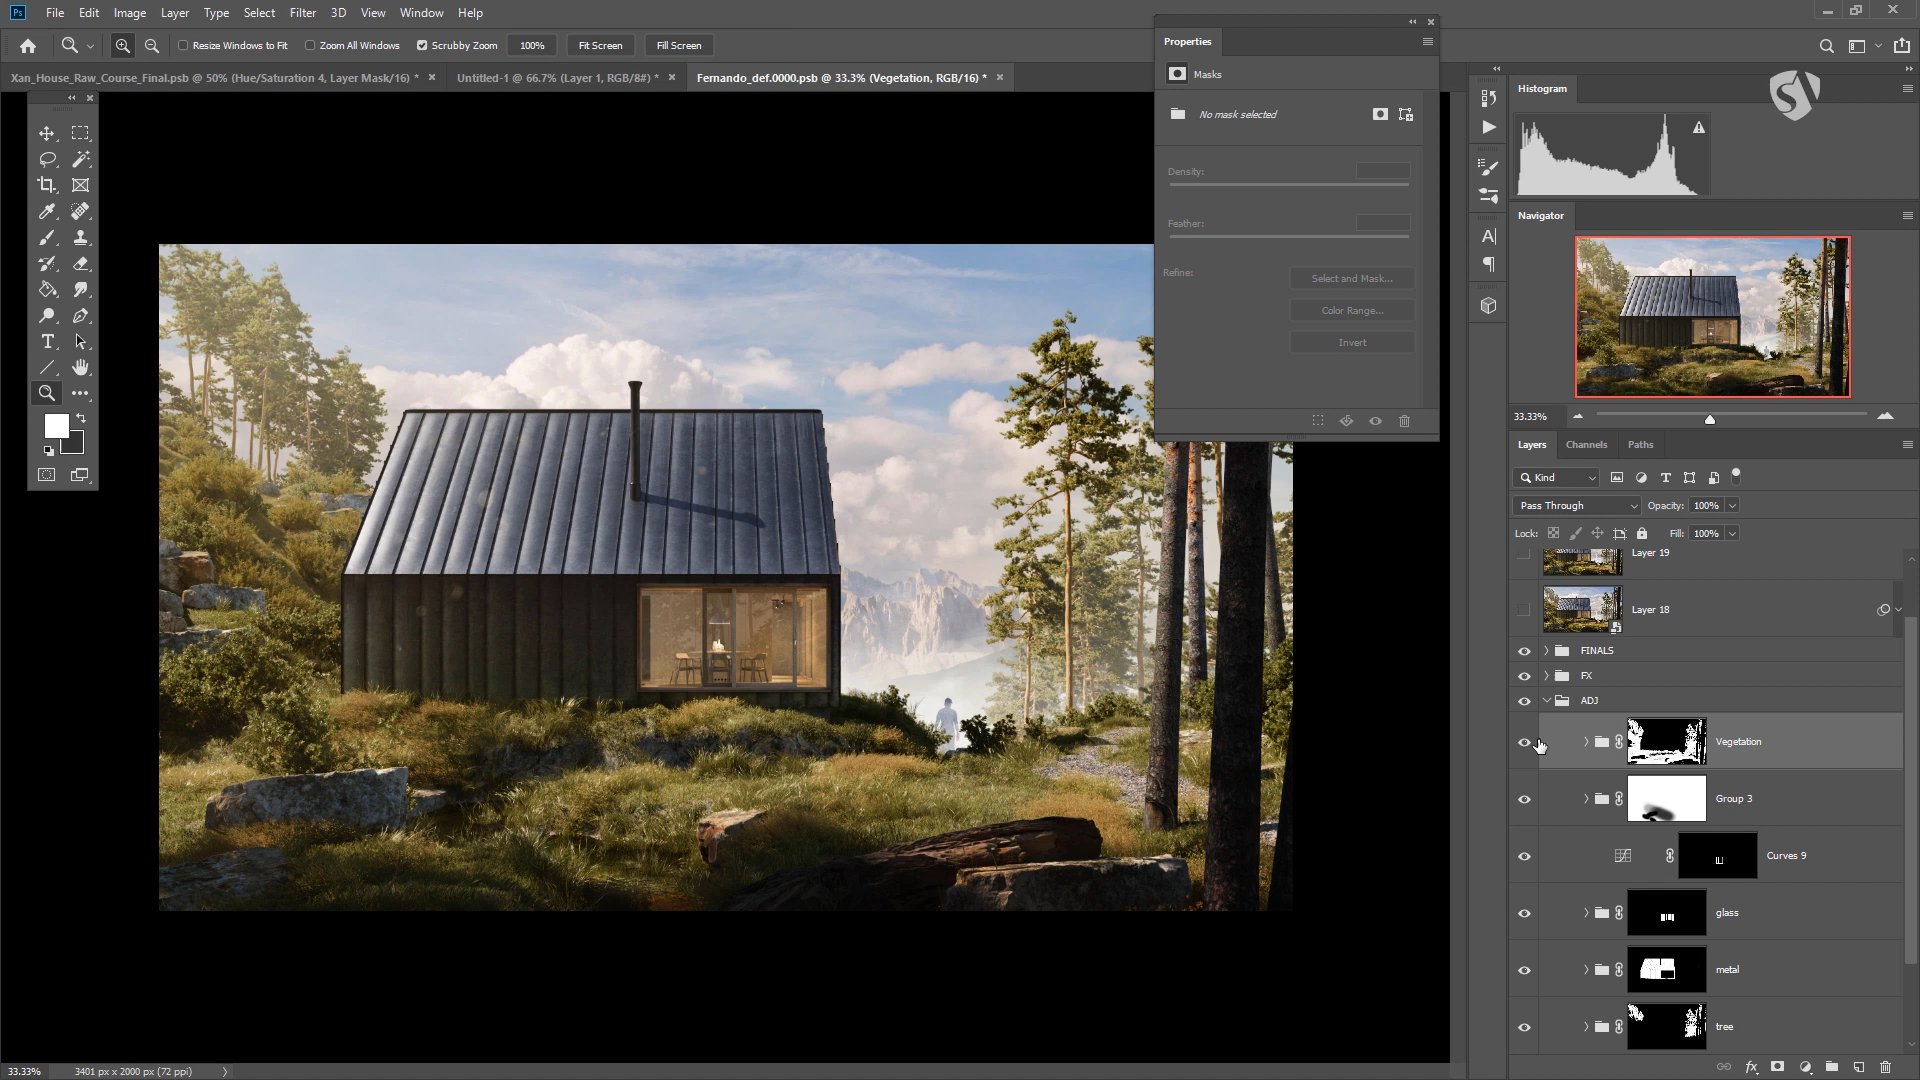 Ps File Edit Image Layer Type Select Filter 3D View Window Help
Resize Windows to Fit Zoom All Windows Scrubby Zoom 100% Fit Screen Fill Screen
Xan_House_Raw_Course_Final.psb @ 50% (Hue/Saturation 4, Layer Mask/16) * Untitled-1 @ 66.7% (Layer 1, RGB/8#) * Fernando_def.0000.psb @ 33.3% (Vegetation, RGB/16) *
Properties
Masks
No mask selected
Density:
Feather:
Refine:
Select and Mask...
Color Range...
Invert
Histogram
Navigator
33.33%
Layers Channels Paths
Kind
Pass Through Opacity: 100%
Lock: Fill: 100%
Layer 19
Layer 18
FINALS
FX
ADJ
Vegetation
Group 3
Curves 9
glass
metal
tree
33.33% 3401 px x 2000 px (72 ppi)